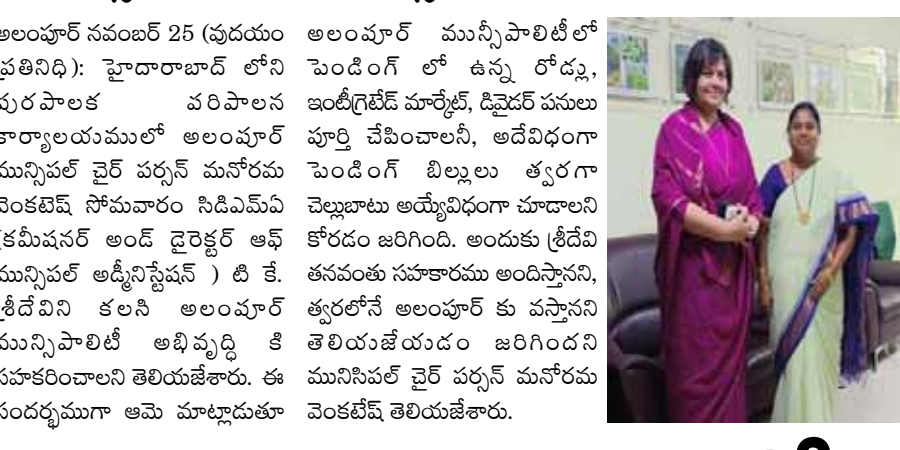 అలంపూర్ నవంబర్ 25 (వుదయం
ప్రతినిధి): హైదారాబాద్ లోని
పురపాలక పరిపాలన
కార్యాలయములో అలంపూర్
మున్సిపల్ చైర్ పర్సన్ మనోరమ
వెంకటేష్ సోమవారం సిడిఎమ్ఏ
(కమీషనర్ అండ్ డైరెక్టర్ ఆఫ్
మున్సిపల్ అడ్మీనిస్టేషన్ ) టి కే.
శ్రీదేవిని కలసి అలంపూర్
మున్సిపాలిటీ అభివృద్ధి కి
సహకరించాలని తెలియజేశారు. ఈ
సందర్భముగా ఆమె మాట్లాడుతూ
అలంపూర్ మున్సీపాలిటీలో
పెండింగ్ లో ఉన్న రోడ్లు,
ఇంటీగ్రెటేడ్ మార్కేట్, డివైడర్ పనులు
పూర్తి చేపించాలనీ, అదేవిధంగా
పెండింగ్ బిల్లులు త్వరగా
చెల్లుబాటు అయ్యేవిధంగా చూడాలని
కోరడం జరిగింది. అందుకు శ్రీదేవి
తనవంతు సహకారము అందిస్తానని,
త్వరలోనే అలంపూర్ కు వస్తానని
తెలియజేయడం జరిగిందని
మునిసిపల్ చైర్ పర్సన్ మనోరమ
వెంకటేష్ తెలియజేశారు.